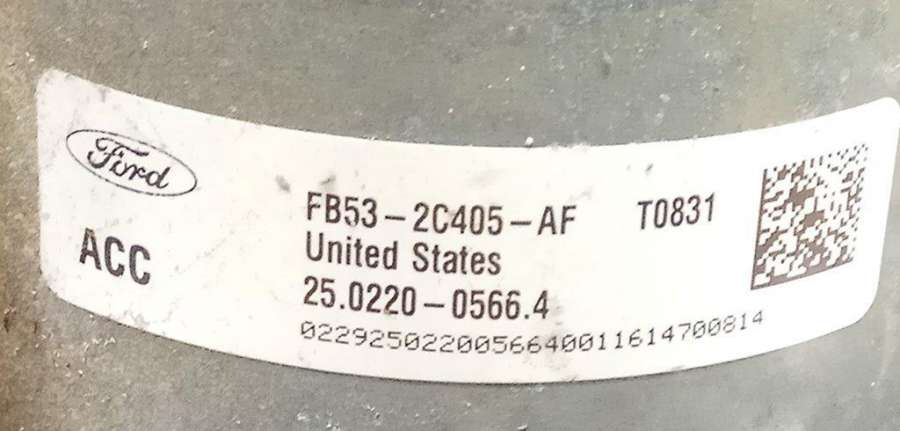 Ford
ACC
FB53-2C405-AF T0831
United States
25.0220-0566.4
0229250220056640011614700814